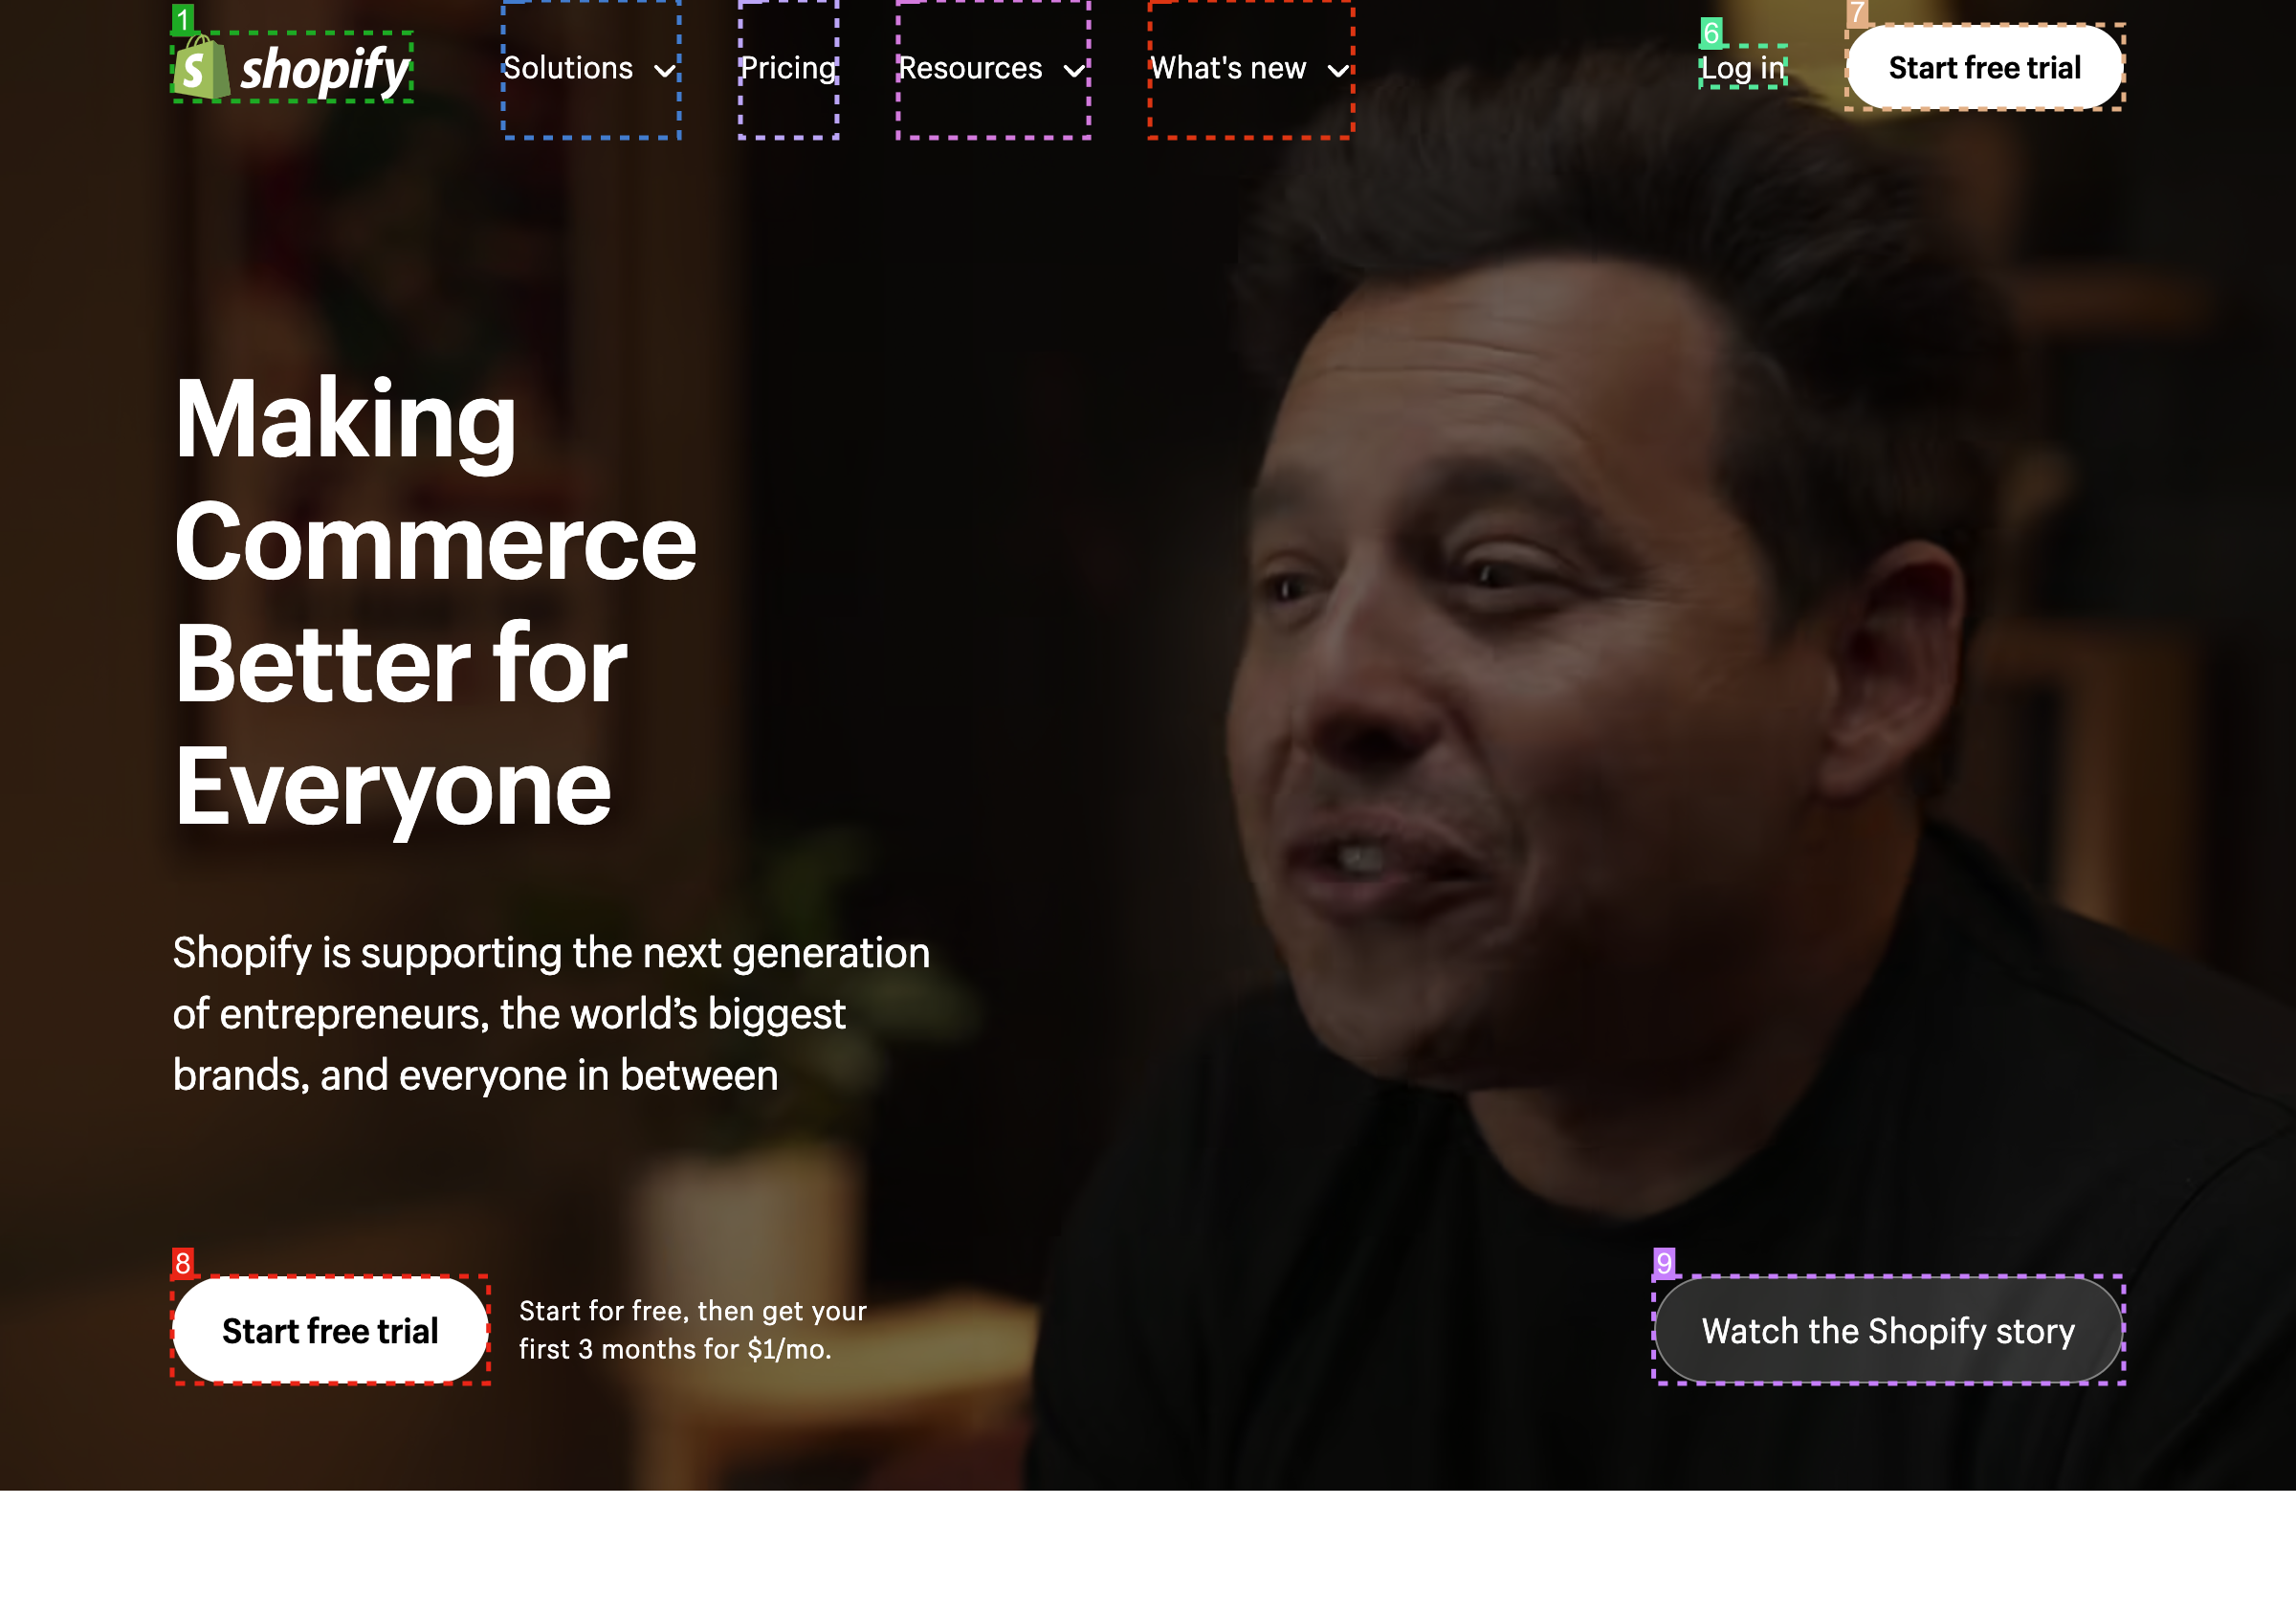 1
shopify
Solutions
Pricing
Resources
What's new
6
Log in
7
Start free trial
Making
Commerce
Better for
Everyone
Shopify is supporting the next generation
of entrepreneurs, the world’s biggest
brands, and everyone in between
8
Start free trial
Start for free, then get your
first 3 months for $1/mo.
9
Watch the Shopify story